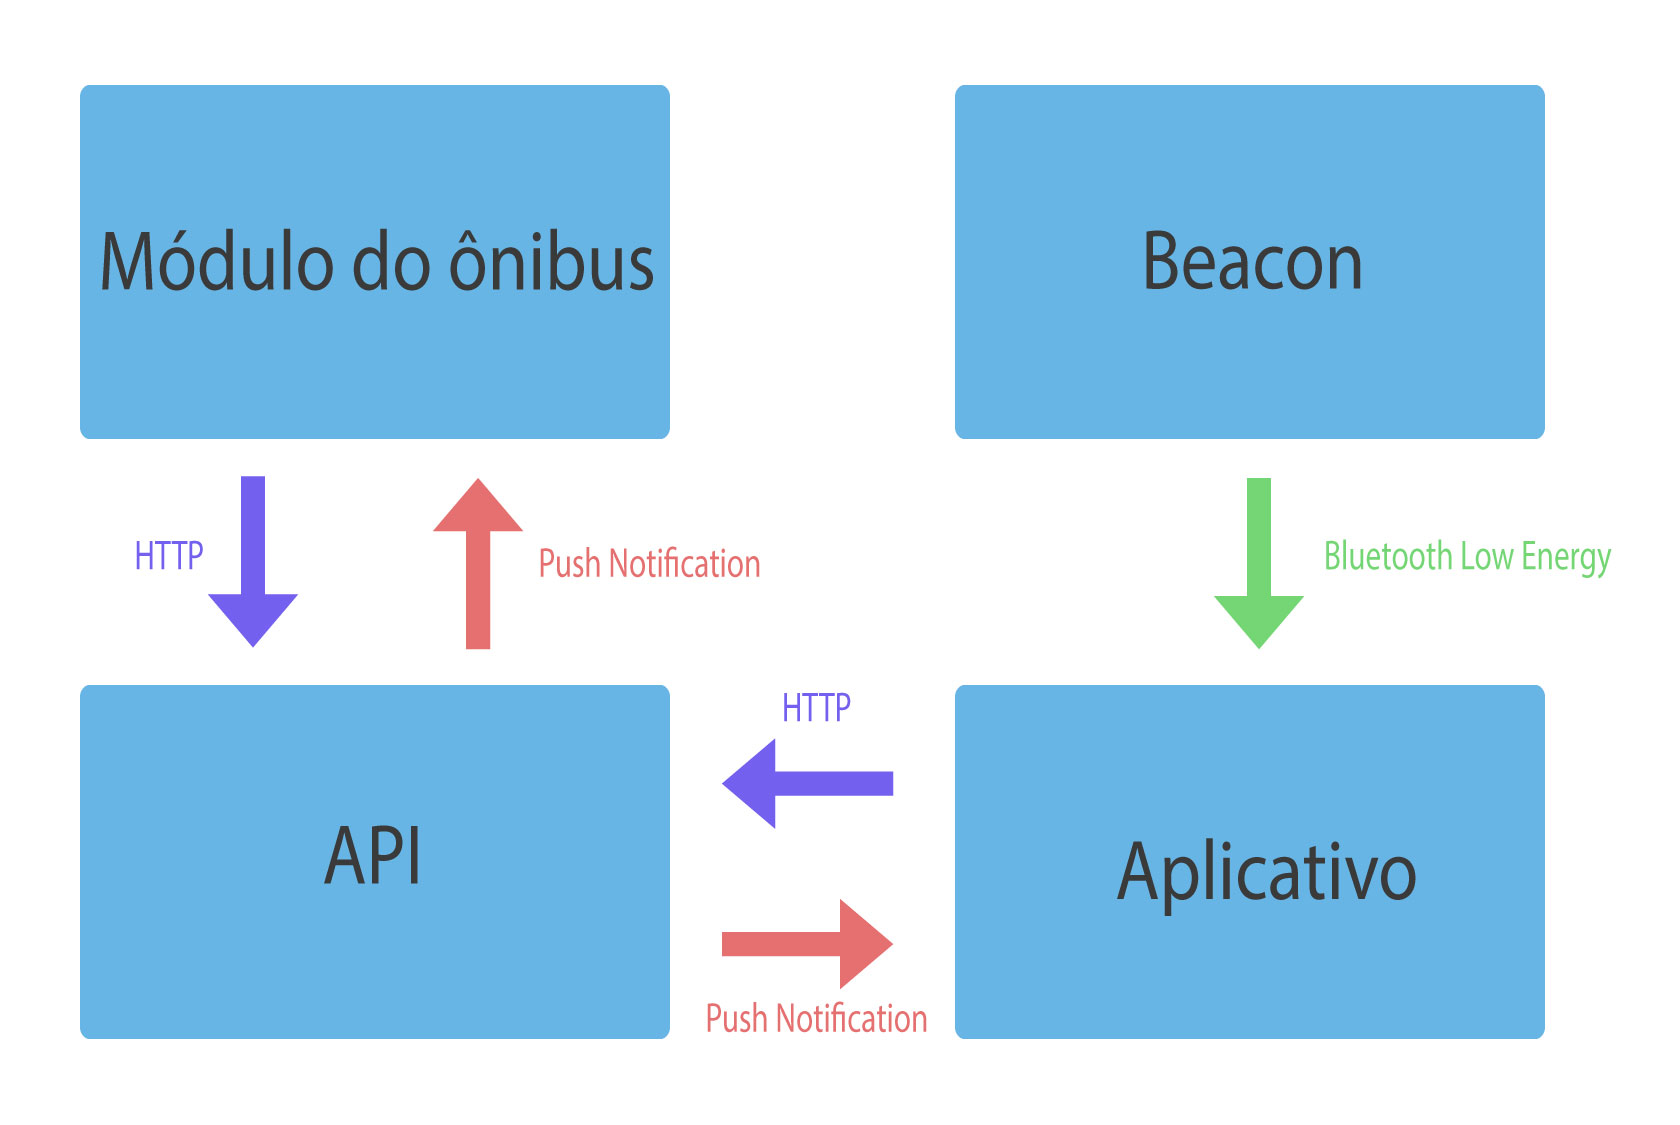 Módulo do ônibus
Beacon
HTTP
Push Notification
Bluetooth Low Energy
HTTP
API
Aplicativo
Push Notification